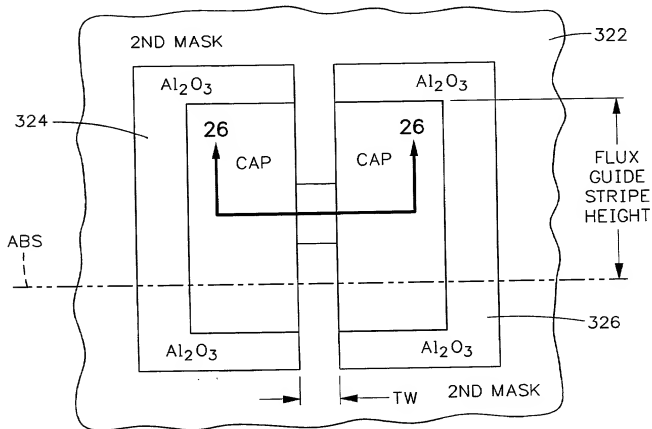 2ND MASK
322
Al₂O₃
Al₂O₃
324
26
26
CAP
CAP
FLUX
GUIDE
STRIPE
HEIGHT
ABS
326
Al₂O₃
Al₂O₃
TW
2ND MASK